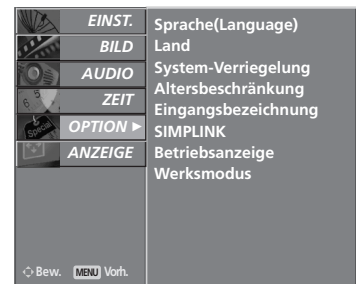 EINST.
BILD
AUDIO
ZEIT
OPTION ►
ANZEIGE
Sprache(Language)
Land
System-Verriegelung
Altersbeschränkung
Eingangsbezeichnung
SIMPLINK
Betriebsanzeige
Werksmodus
Bew. MENU Vorh.